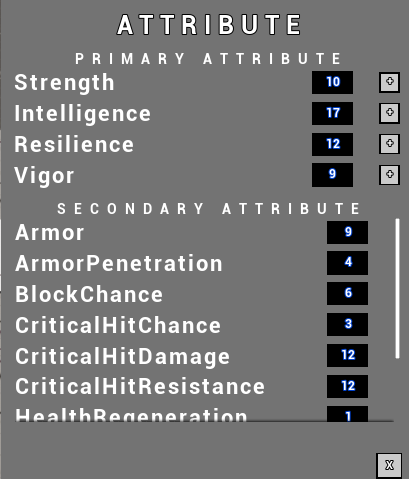 ATTRIBUTE
PRIMARY ATTRIBUTE
Strength 10 +
Intelligence 17 +
Resilience 12 +
Vigor 9 +
SECONDARY ATTRIBUTE
Armor 9
ArmorPenetration 4
BlockChance 6
CriticalHitChance 3
CriticalHitDamage 12
CriticalHitResistance 12
HealthRegeneration 1
X